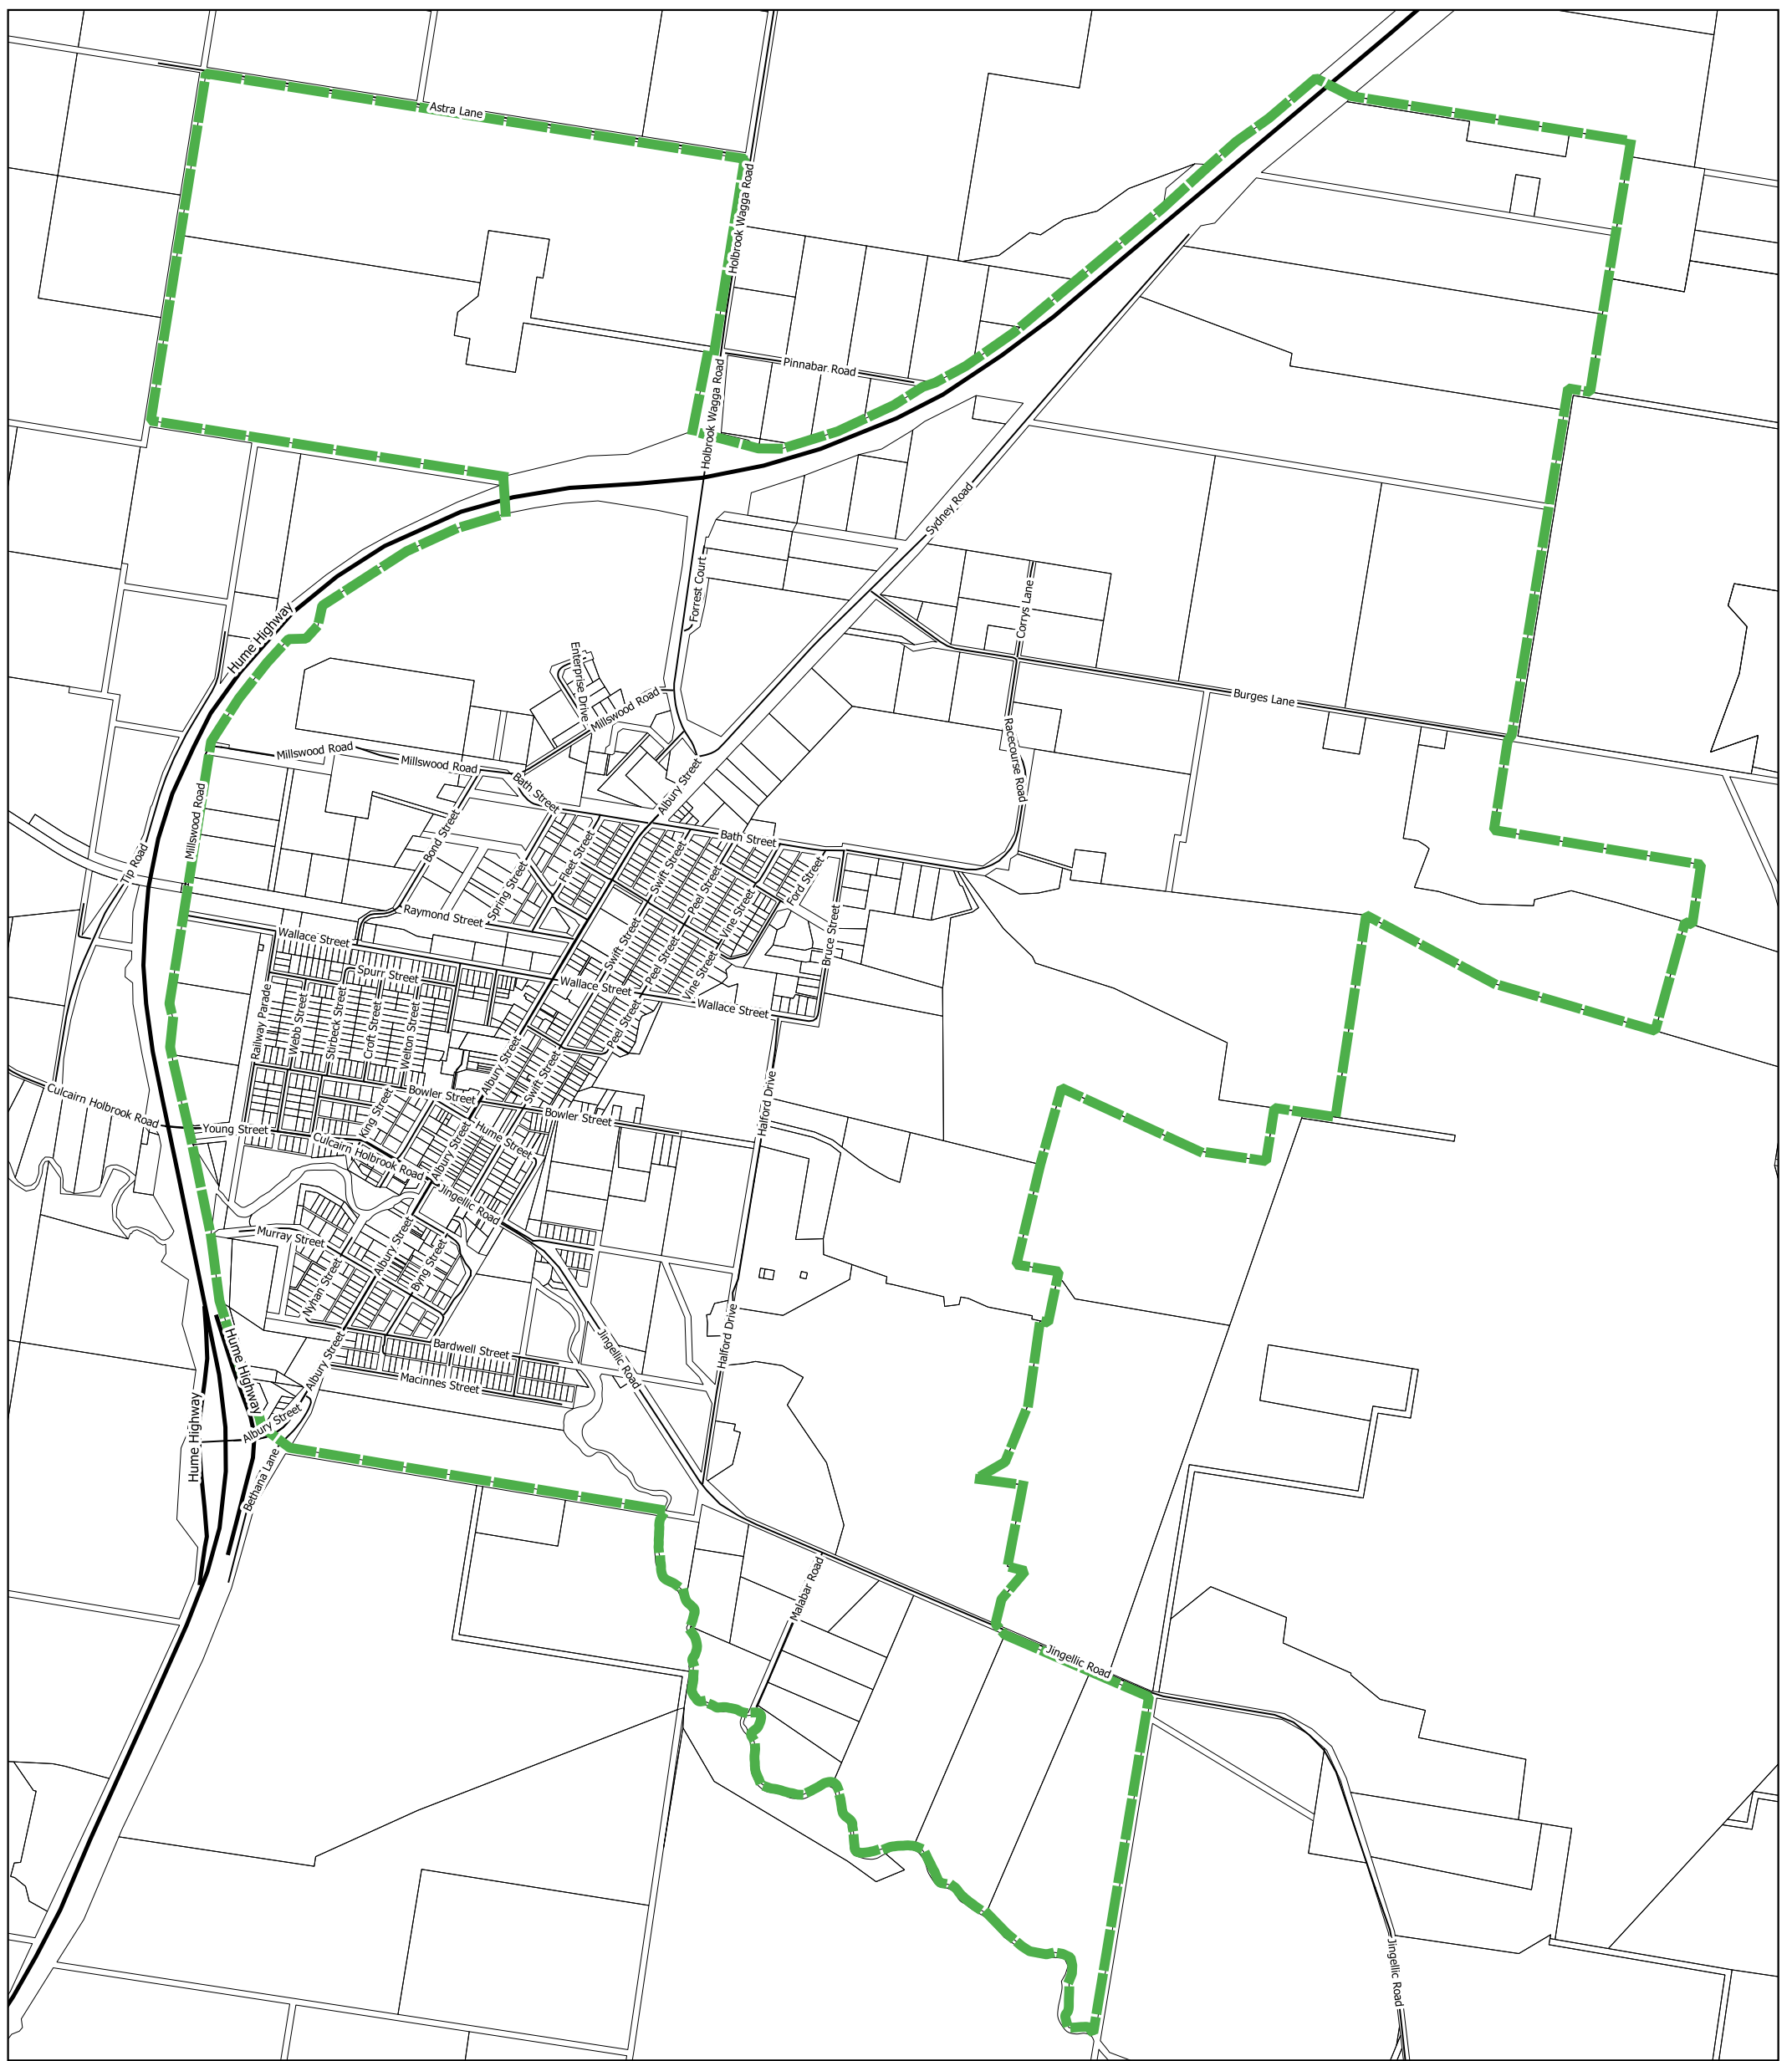 Astra Lane
Holbrook Wagga Road
Pinnabar Road
Holbrook Wagga Road
Sydney Road
Forrest Court
Corrys Lane
Hume Highway
Enterprise Drive
Millswood Road
Burges Lane
Millswood Road
Millswood Road
Racecourse Road
Bath Street
Albury Street
Millswood Road
Bond Street
Bath Street
Tip Road
Fleet Street
Swift Street
Spring Street
Peel Street
Ford Street
Raymond Street
Vine Street
Bruce Street
Wallace Street
Swift Street
Spurr Street
Peel Street
Vine Street
Wallace Street
Wallace Street
Railway Parade
Webb Street
Stirbeck Street
Croft Street
Welton Street
Peel Street
Albury Street
Swift Street
Culcairn Holbrook Road
Bowler Street
Bowler Street
King Street
Halford Drive
Young Street
Hume Street
Culcairn Holbrook Road
Albury Street
Jingellic Road
Murray Street
Albury Street
Byng Street
Nyhan Street
Halford Drive
Bardwell Street
Jingellic Road
Hume Highway
Albury Street
Macinnes Street
Hume Highway
Albury Street
Bethana Lane
Malabar Road
Jingellic Road
Jingellic Road